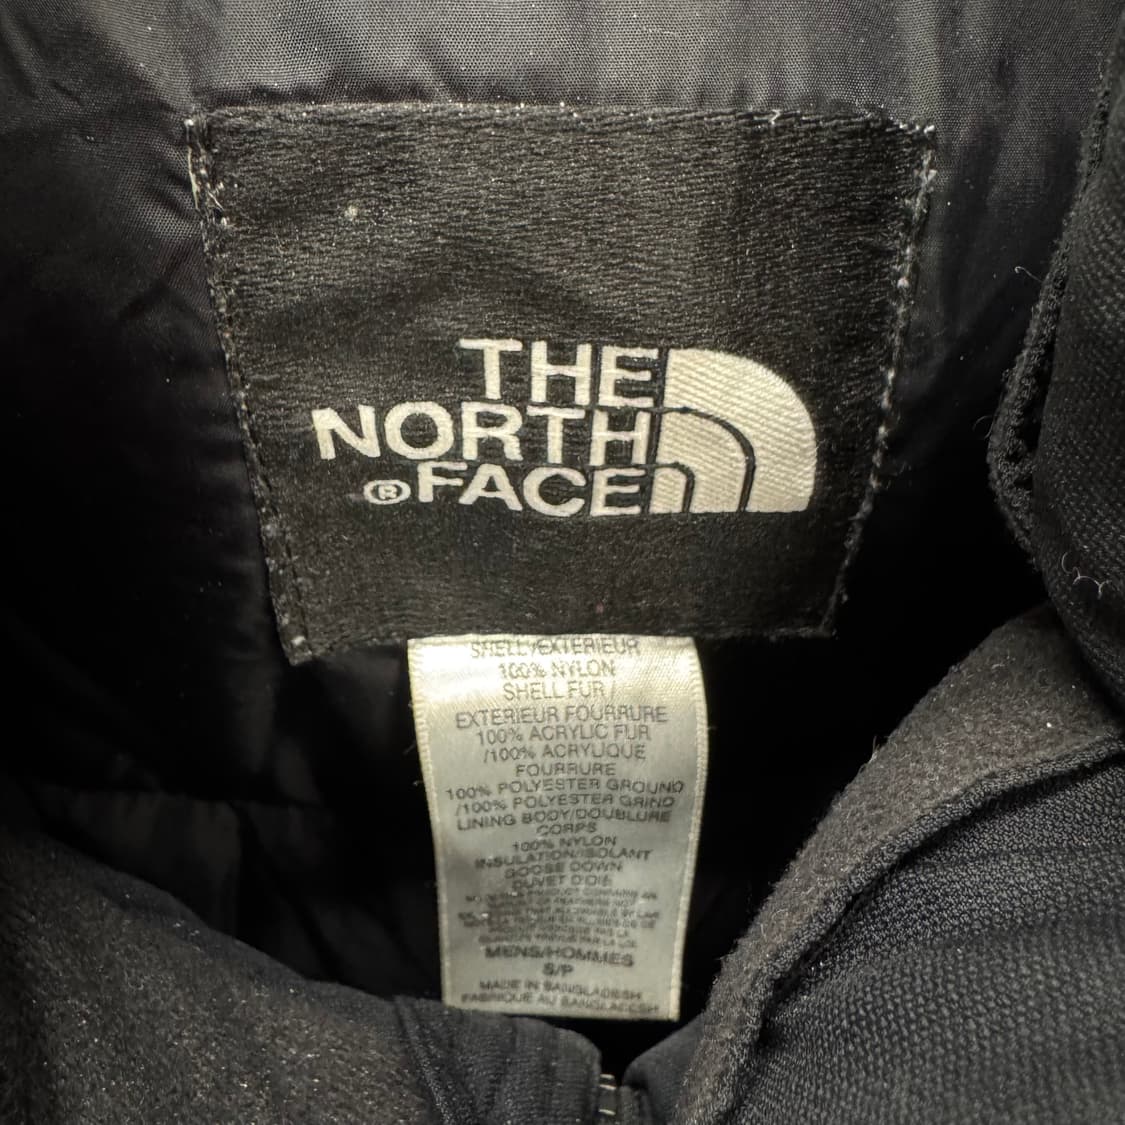 THE
NORTH
®FACE
SHELL/EXTERIEUR
100% NYLON
SHELL FUR/
EXTERIEUR FOURRURE
100% ACRYLIC FUR
/100% ACRYLIQUE
FOURRURE
100% POLYESTER GROUND
/100% POLYESTER GRIND
LINING BODY/DOUBLURE
CORPS
100% NYLON
INSULATION/ISOLANT
GOOSE DOWN
DUVET D'OIE
MENS/HOMMES
S/P
MADE IN BANGLADESH
FABRIQUE AU BANGLADESH